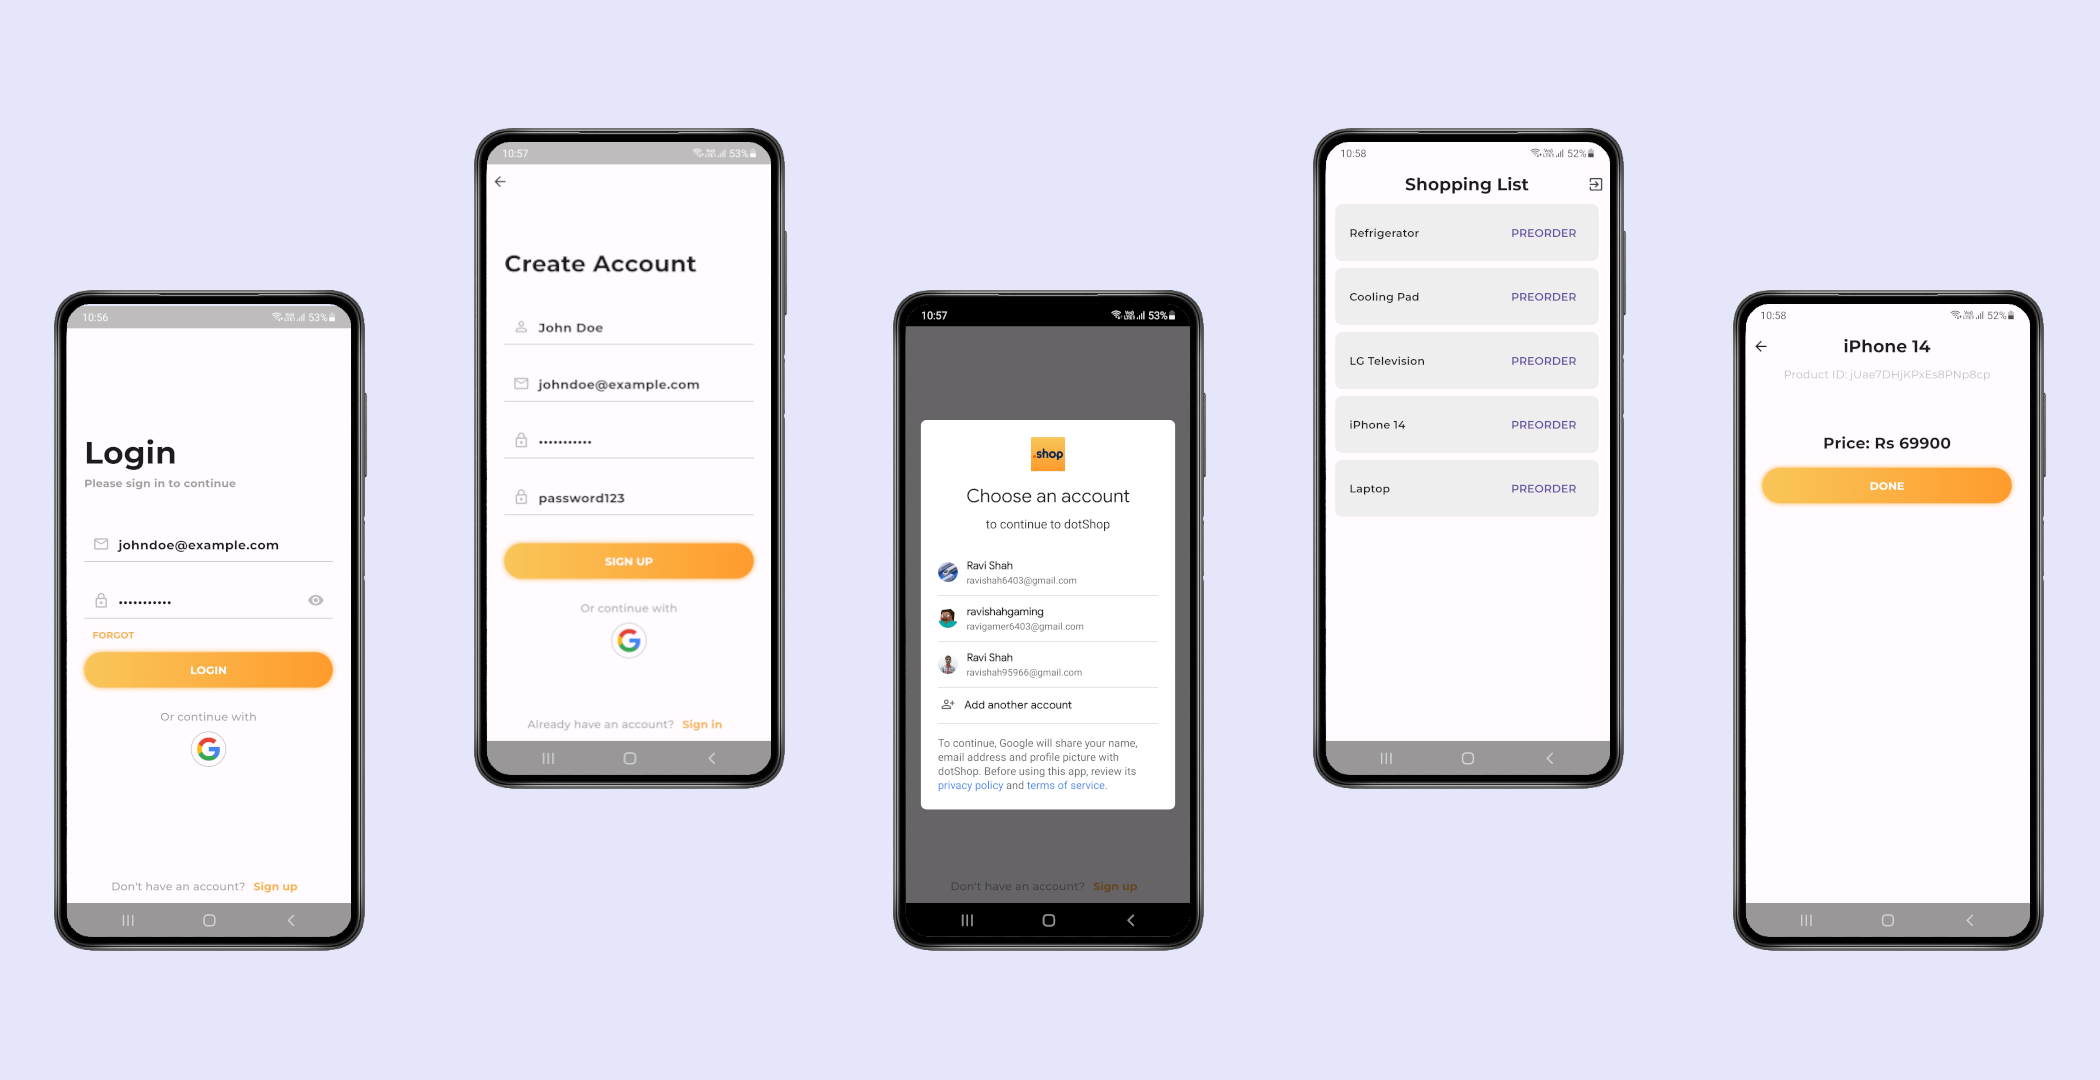 10:56
53%
Login
Please sign in to continue
johndoe@example.com
•••••••••••
FORGOT
LOGIN
Or continue with
Don't have an account? Sign up
10:57
53%
Create Account
John Doe
johndoe@example.com
•••••••••••
password123
SIGN UP
Or continue with
Already have an account? Sign in
10:57
53%
.shop
Choose an account
to continue to dotShop
Ravi Shah
ravishah6403@gmail.com
ravishahgaming
ravigamer6403@gmail.com
Ravi Shah
ravishah95966@gmail.com
Add another account
To continue, Google will share your name,
email address and profile picture with
dotShop. Before using this app, review its
privacy policy and terms of service.
Don't have an account? Sign up
10:58
52%
Shopping List
Refrigerator PREORDER
Cooling Pad PREORDER
LG Television PREORDER
iPhone 14 PREORDER
Laptop PREORDER
10:58
52%
iPhone 14
Product ID: jUae7DHjKPxEs8PNp8cp
Price: Rs 69900
DONE